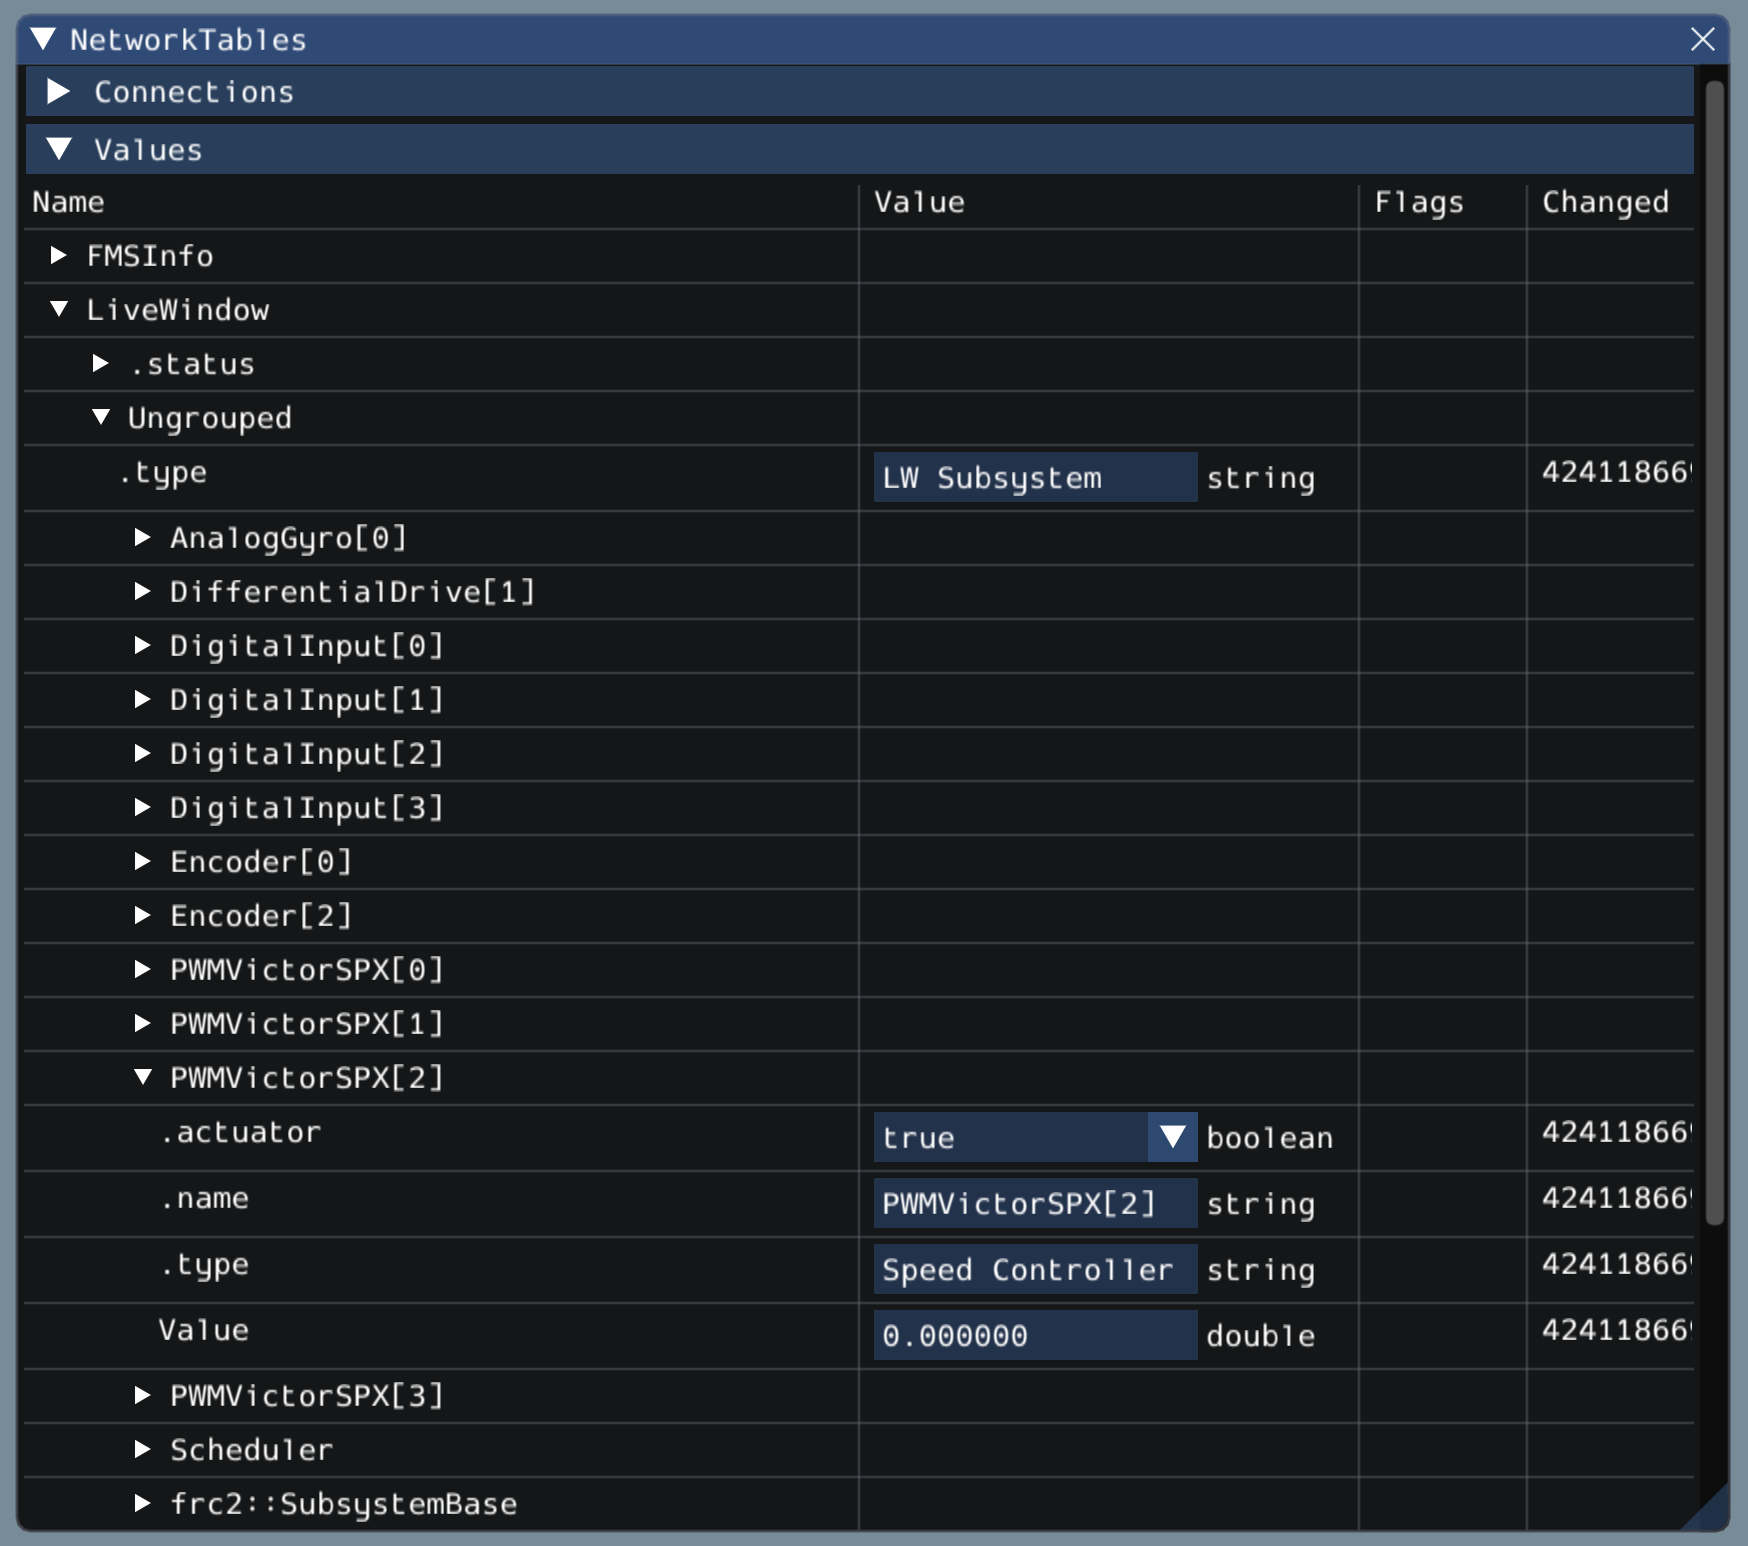 NetworkTables
Connections
Values
Name Value Flags Changed
FMSInfo
LiveWindow
.status
Ungrouped
.type LW Subsystem string 42411866
AnalogGyro[0]
DifferentialDrive[1]
DigitalInput[0]
DigitalInput[1]
DigitalInput[2]
DigitalInput[3]
Encoder[0]
Encoder[2]
PWMVictorSPX[0]
PWMVictorSPX[1]
PWMVictorSPX[2]
.actuator true boolean 42411866
.name PWMVictorSPX[2] string 42411866
.type Speed Controller string 42411866
Value 0.000000 double 42411866
PWMVictorSPX[3]
Scheduler
frc2::SubsystemBase